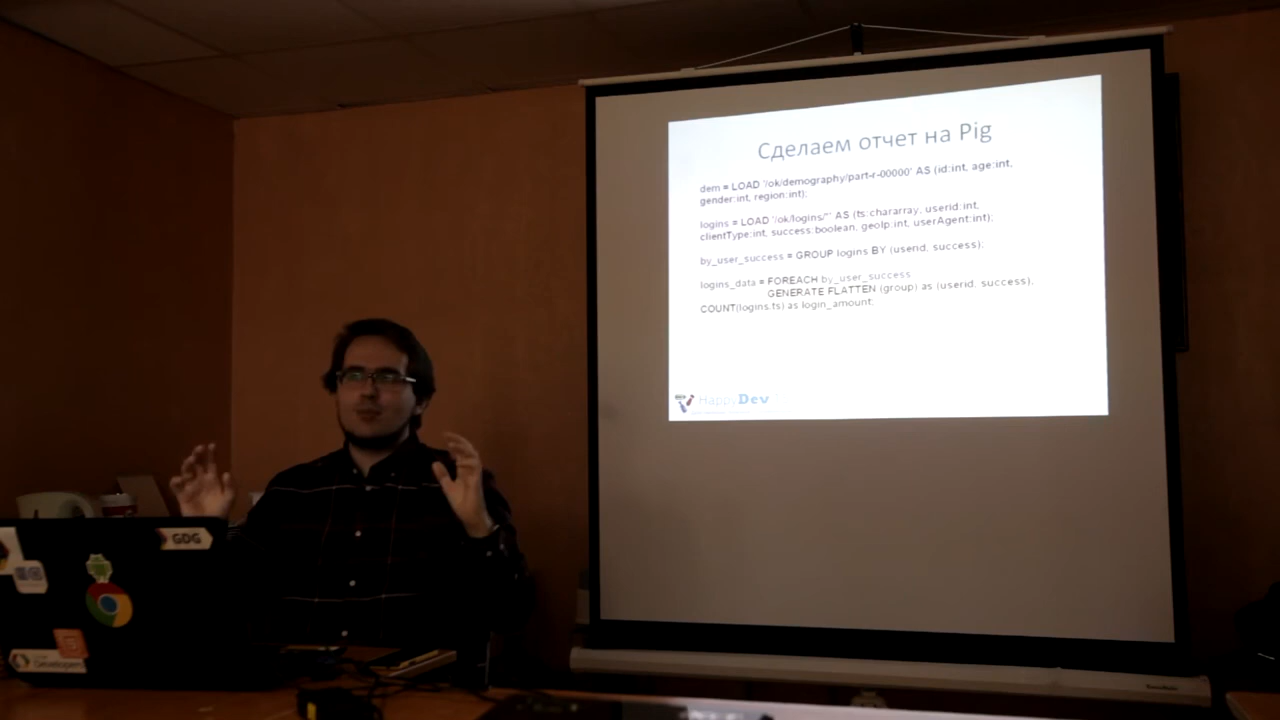 Сделаем отчет на Pig
dem = LOAD '/ok/demography/part-r-00000' AS (id:int, age:int,
gender:int, region:int);
logins = LOAD '/ok/logins/*' AS (ts:chararray, userid:int,
clientType:int, success:boolean, geoIp:int, userAgent:int);
by_user_success = GROUP logins BY (userid, success);
logins_data = FOREACH by_user_success
GENERATE FLATTEN (group) as (userid, success),
COUNT(logins.ts) as login_amount;
HappyDev
GDG
Developers